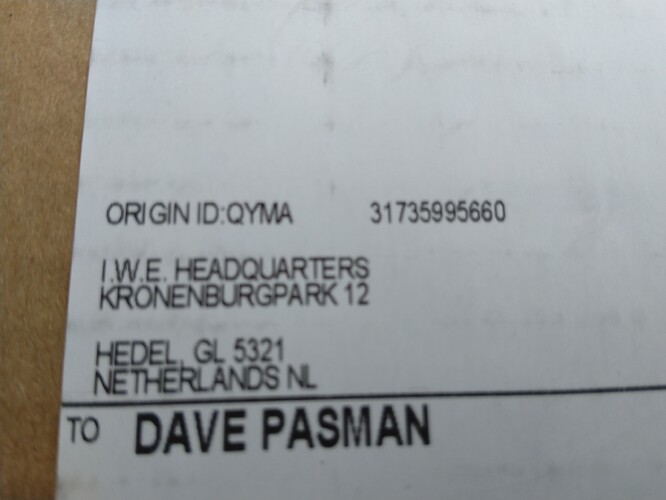 ORIGIN ID:QYMA 31735995660
I.W.E. HEADQUARTERS
KRONENBURGPARK 12
HEDEL, GL 5321
NETHERLANDS NL
TO DAVE PASMAN